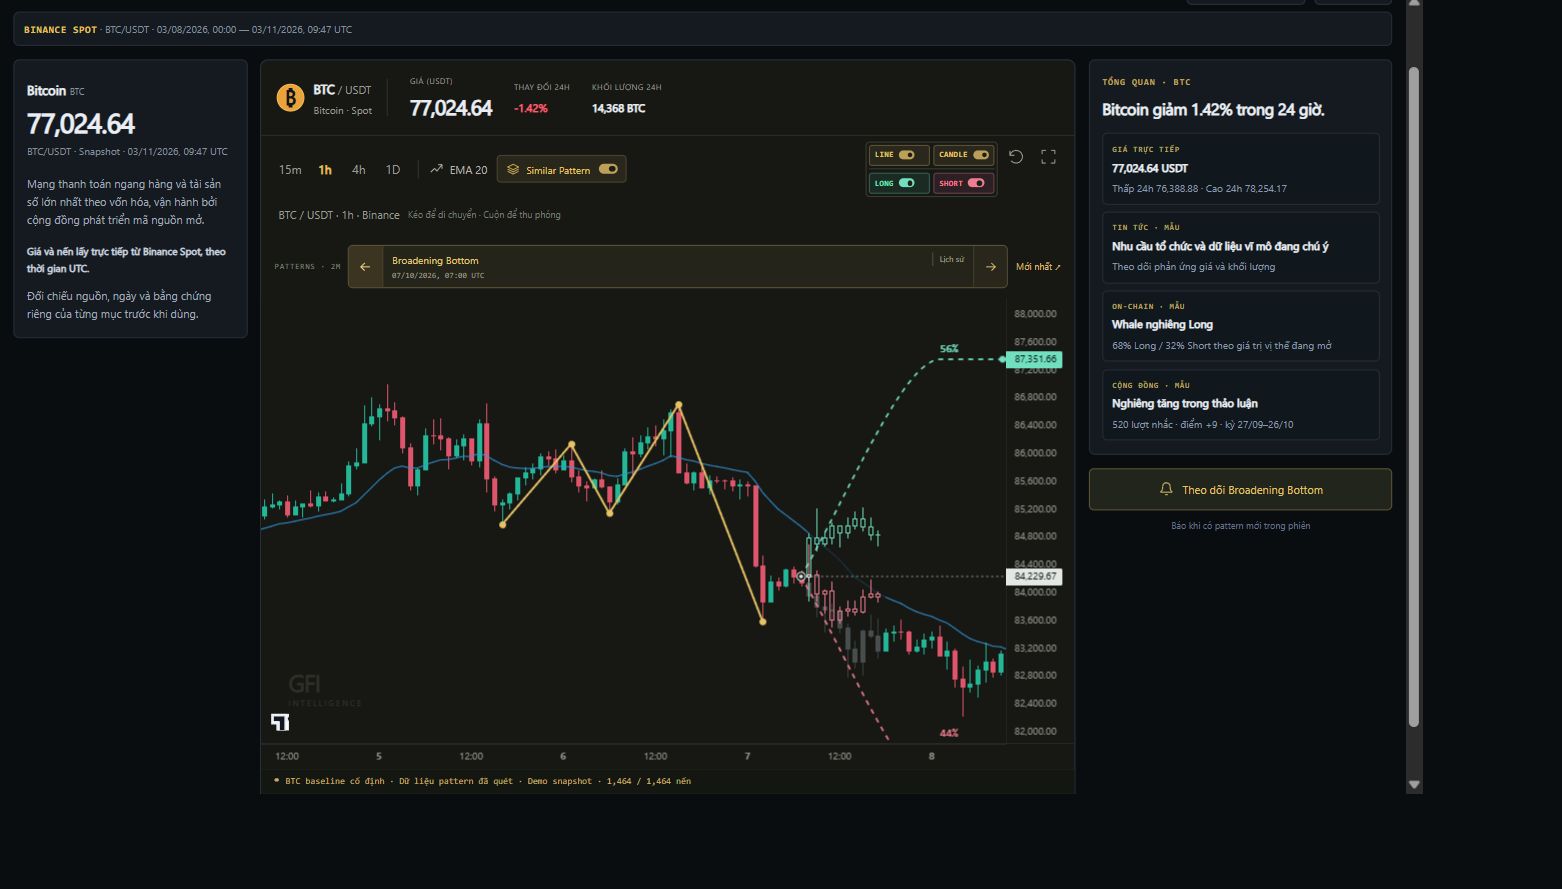 BINANCE SPOT · BTC/USDT · 03/08/2026, 00:00 — 03/11/2026, 09:47 UTC
Bitcoin BTC
77,024.64
BTC/USDT · Snapshot · 03/11/2026, 09:47 UTC
Mạng thanh toán ngang hàng và tài sản
số lớn nhất theo vốn hóa, vận hành bởi
cộng đồng phát triển mã nguồn mở.
Giá và nến lấy trực tiếp từ Binance Spot, theo
thời gian UTC.
Đối chiếu nguồn, ngày và bằng chứng
riêng của từng mục trước khi dùng.
BTC / USDT
Bitcoin · Spot
GIÁ (USDT)
77,024.64
THAY ĐỔI 24H
-1.42%
KHỐI LƯỢNG 24H
14,368 BTC
15m 1h 4h 1D EMA 20 Similar Pattern
LINE CANDLE
LONG SHORT
BTC / USDT · 1h · Binance Kéo để di chuyển · Cuộn để thu phóng
PATTERNS · 2M
←
Broadening Bottom
07/10/2026, 07:00 UTC
Lịch sử
→
Mới nhất ↗
88,000.00
87,600.00
56%
87,351.66
87,200.00
86,800.00
86,400.00
86,000.00
85,600.00
85,200.00
84,800.00
84,400.00
84,229.67
84,000.00
83,600.00
83,200.00
82,800.00
82,400.00
44%
82,000.00
GFI
INTELLIGENCE
12:00 5 12:00 6 12:00 7 12:00 8
* BTC baseline cố định · Dữ liệu pattern đã quét · Demo snapshot · 1,464 / 1,464 nến
TỔNG QUAN · BTC
Bitcoin giảm 1.42% trong 24 giờ.
GIÁ TRỰC TIẾP
77,024.64 USDT
Thấp 24h 76,388.88 · Cao 24h 78,254.17
TIN TỨC · MẪU
Nhu cầu tổ chức và dữ liệu vĩ mô đang chú ý
Theo dõi phản ứng giá và khối lượng
ON-CHAIN · MẪU
Whale nghiêng Long
68% Long / 32% Short theo giá trị vị thế đang mở
CỘNG ĐỒNG · MẪU
Nghiêng tăng trong thảo luận
520 lượt nhắc · điểm +9 · kỳ 27/09–26/10
Theo dõi Broadening Bottom
Báo khi có pattern mới trong phiên